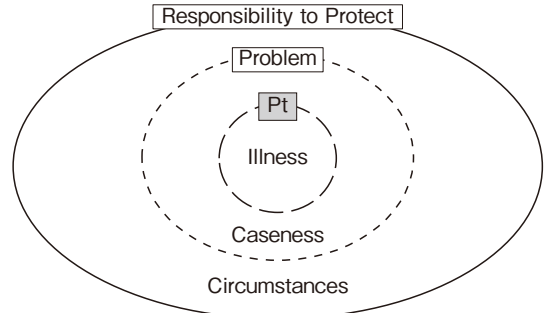 Responsibility to Protect
Problem
Pt
Illness
Caseness
Circumstances